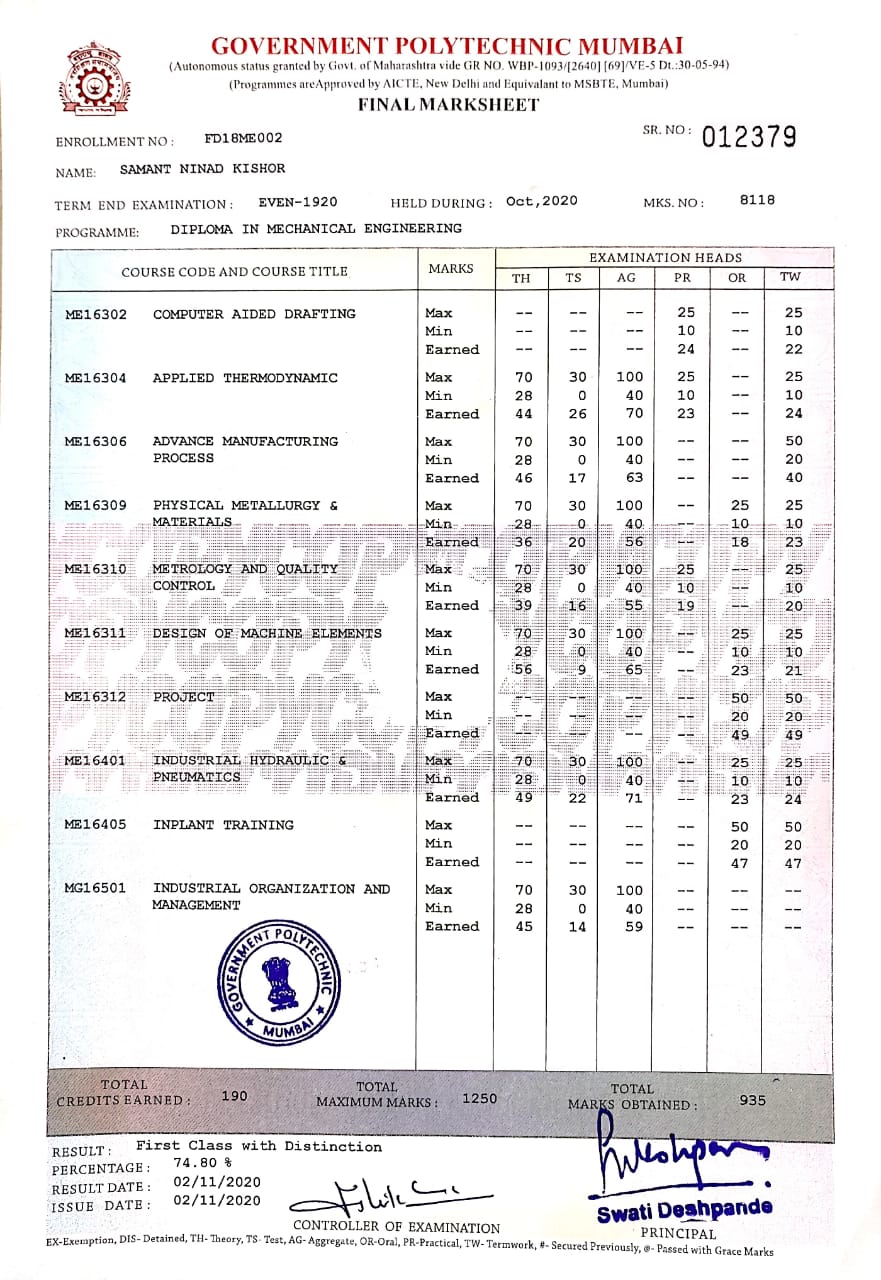 GOVERNMENT POLYTECHNIC MUMBAI
(Autonomous status granted by Govt. of Maharashtra vide GR NO. WBP-1093/[2640] [69]/VE-5 Dt.:30-05-94)
(Programmes areApproved by AICTE, New Delhi and Equivalent to MSBTE, Mumbai)
FINAL MARKSHEET
ENROLLMENT NO : FD18ME002 SR. NO : 012379
NAME: SAMANT NINAD KISHOR
TERM END EXAMINATION : EVEN-1920 HELD DURING : Oct,2020 MKS. NO : 8118
PROGRAMME: DIPLOMA IN MECHANICAL ENGINEERING
COURSE CODE AND COURSE TITLE MARKS EXAMINATION HEADS
TH TS AG PR OR TW
ME16302 COMPUTER AIDED DRAFTING Max -- -- -- 25 -- 25
Min -- -- -- 10 -- 10
Earned -- -- -- 24 -- 22
ME16304 APPLIED THERMODYNAMIC Max 70 30 100 25 -- 25
Min 28 0 40 10 -- 10
Earned 44 26 70 23 -- 24
ME16306 ADVANCE MANUFACTURING Max 70 30 100 -- -- 50
PROCESS Min 28 0 40 -- -- 20
Earned 46 17 63 -- -- 40
ME16309 PHYSICAL METALLURGY & Max 70 30 100 -- 25 25
MATERIALS Min 28 0 40 -- 10 10
Earned 36 20 56 -- 18 23
ME16310 METROLOGY AND QUALITY Max 70 30 100 25 -- 25
CONTROL Min 28 0 40 10 -- 10
Earned 39 16 55 19 -- 20
ME16311 DESIGN OF MACHINE ELEMENTS Max 70 30 100 -- 25 25
Min 28 0 40 -- 10 10
Earned 56 9 65 -- 23 21
ME16312 PROJECT Max -- -- -- -- 50 50
Min -- -- -- -- 20 20
Earned -- -- -- -- 49 49
ME16401 INDUSTRIAL HYDRAULIC & Max 70 30 100 -- 25 25
PNEUMATICS Min 28 0 40 -- 10 10
Earned 49 22 71 -- 23 24
ME16405 INPLANT TRAINING Max -- -- -- -- 50 50
Min -- -- -- -- 20 20
Earned -- -- -- -- 47 47
MG16501 INDUSTRIAL ORGANIZATION AND Max 70 30 100 -- -- --
MANAGEMENT Min 28 0 40 -- -- --
Earned 45 14 59 -- -- --
GOVERNMENT POLYTECHNIC
★ MUMBAI ★
TOTAL CREDITS EARNED : 190 TOTAL MAXIMUM MARKS : 1250 TOTAL MARKS OBTAINED : 935
RESULT : First Class with Distinction
PERCENTAGE : 74.80 %
RESULT DATE : 02/11/2020
ISSUE DATE : 02/11/2020
Swati Deshpande
CONTROLLER OF EXAMINATION PRINCIPAL
EX-Exemption, DIS- Detained, TH- Theory, TS- Test, AG- Aggregate, OR-Oral, PR-Practical, TW- Termwork, #- Secured Previously, @- Passed with Grace Marks